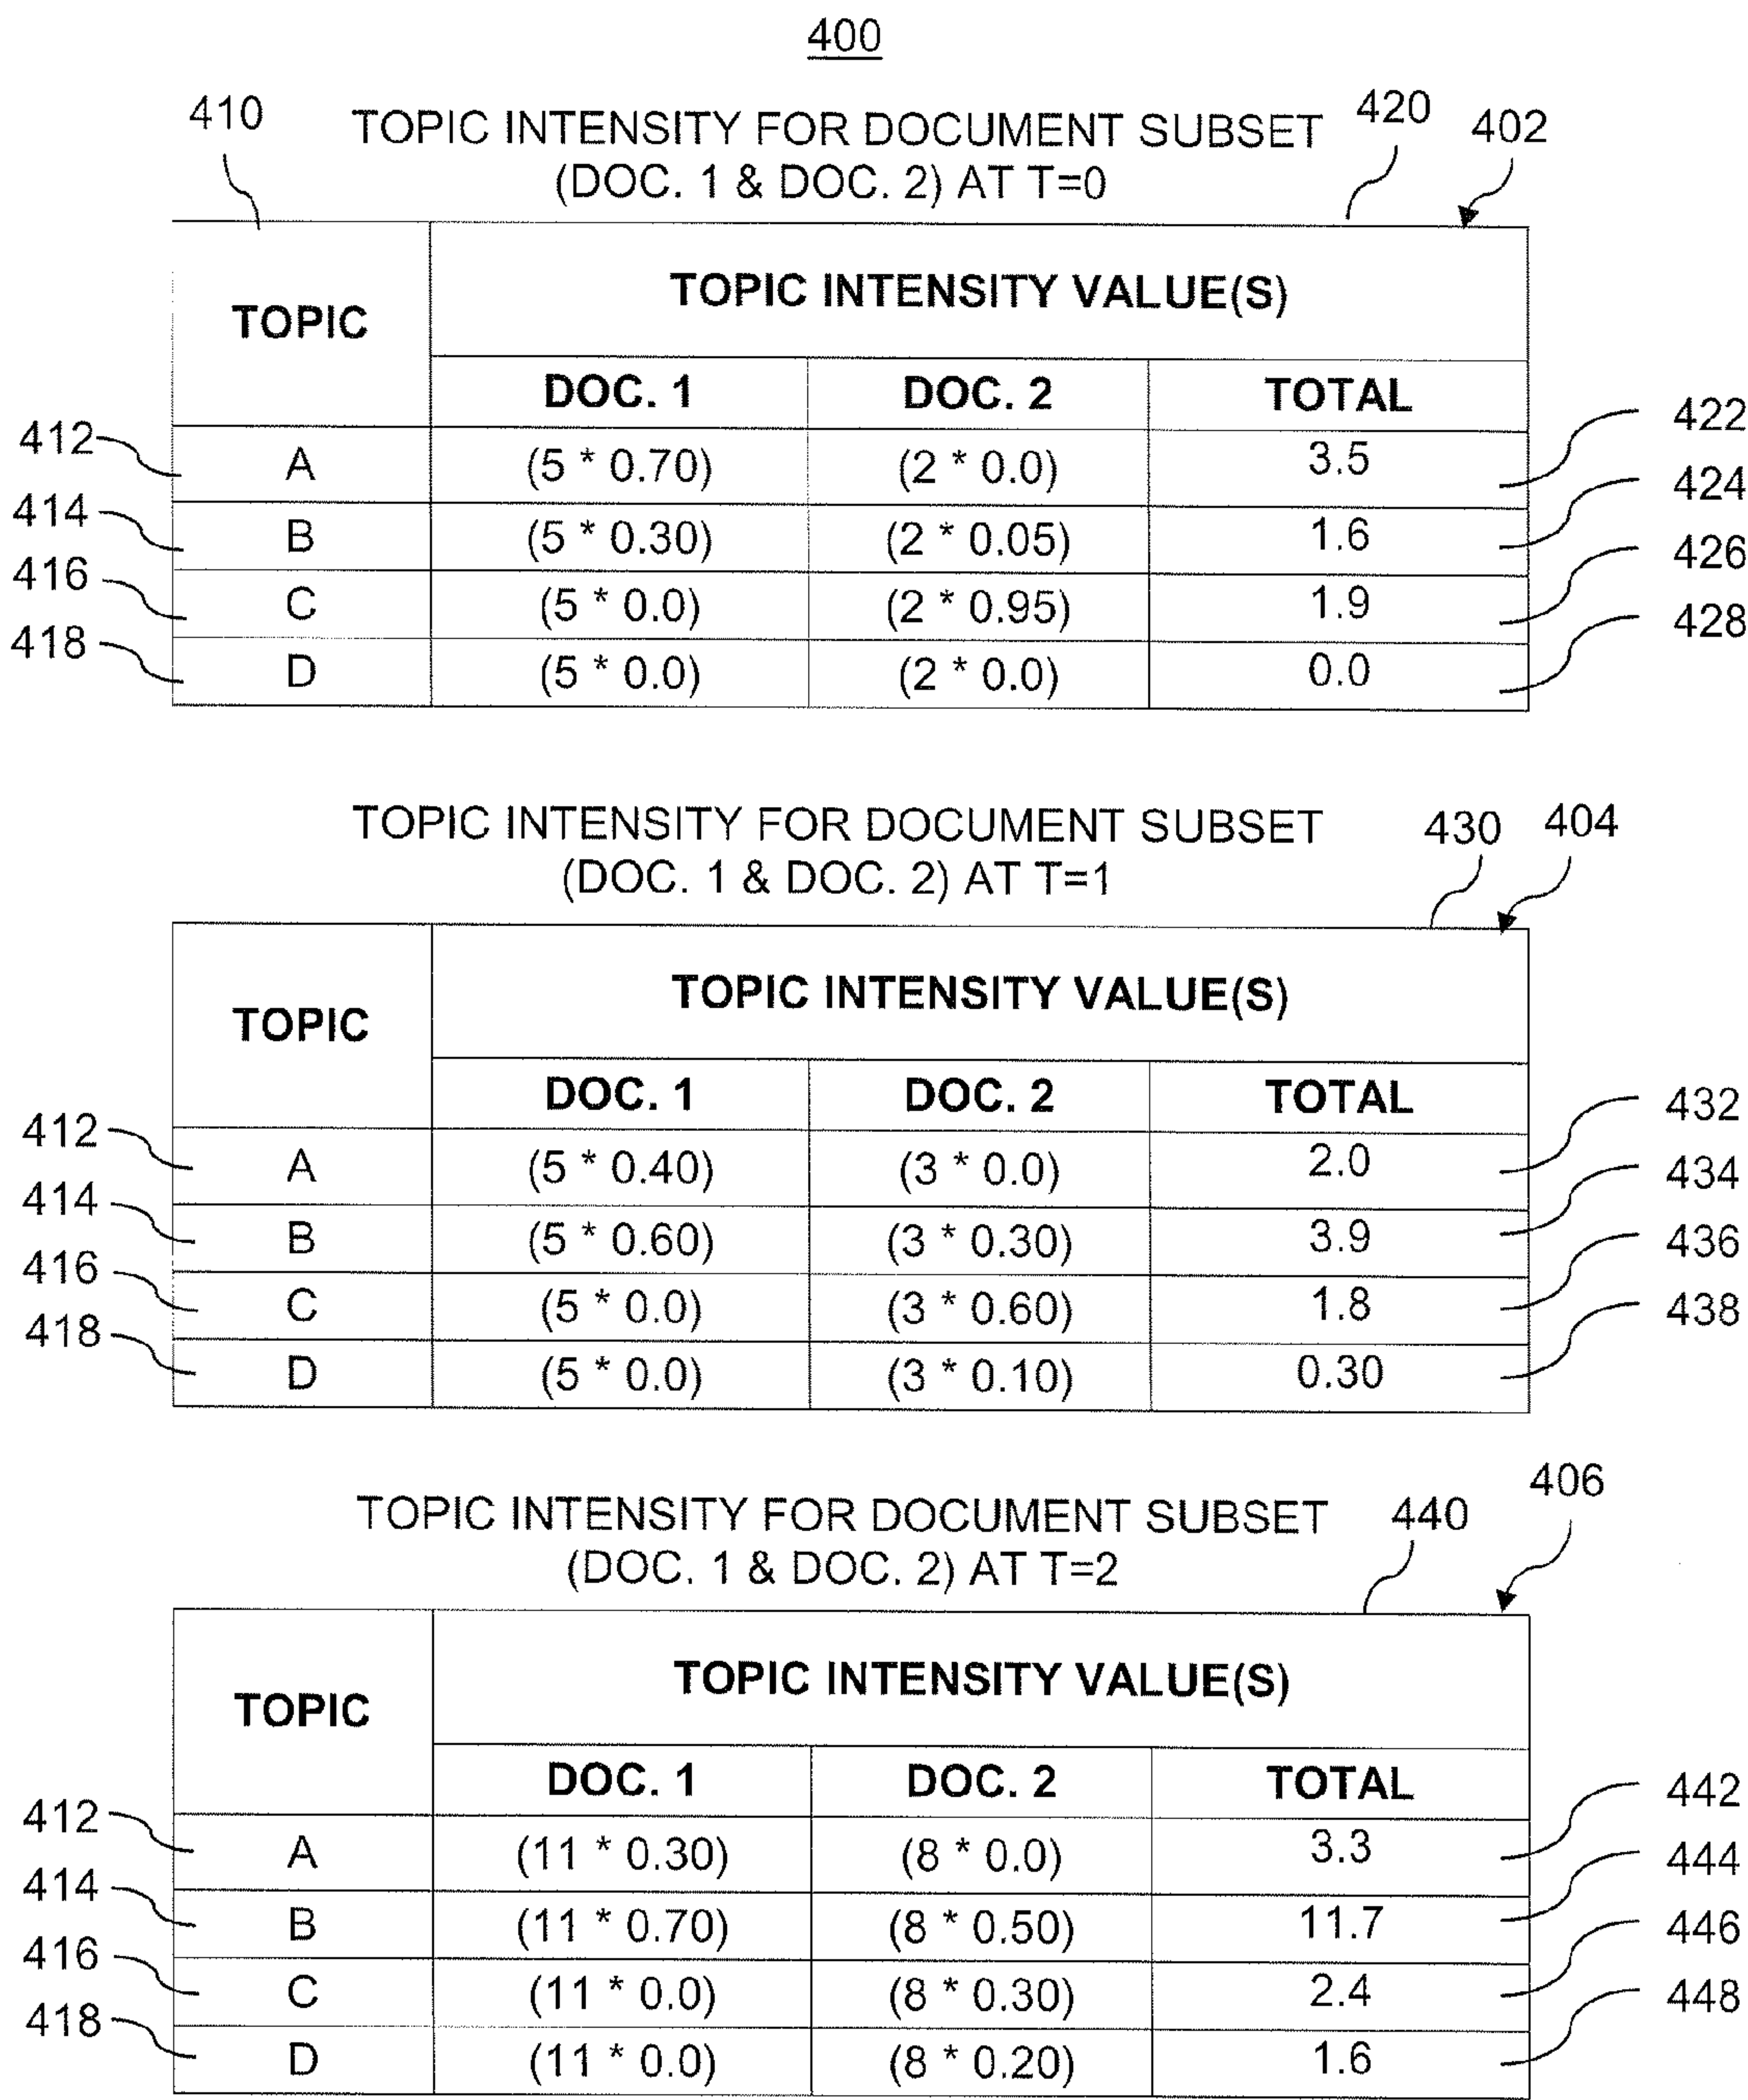 400
410
TOPIC INTENSITY FOR DOCUMENT SUBSET
(DOC. 1 & DOC. 2) AT T=0
420
402
TOPIC
TOPIC INTENSITY VALUE(S)
DOC. 1 DOC. 2 TOTAL
412 A (5 * 0.70) (2 * 0.0) 3.5 422
414 B (5 * 0.30) (2 * 0.05) 1.6 424
416 C (5 * 0.0) (2 * 0.95) 1.9 426
418 D (5 * 0.0) (2 * 0.0) 0.0 428
TOPIC INTENSITY FOR DOCUMENT SUBSET
(DOC. 1 & DOC. 2) AT T=1
430
404
TOPIC
TOPIC INTENSITY VALUE(S)
DOC. 1 DOC. 2 TOTAL
412 A (5 * 0.40) (3 * 0.0) 2.0 432
414 B (5 * 0.60) (3 * 0.30) 3.9 434
416 C (5 * 0.0) (3 * 0.60) 1.8 436
418 D (5 * 0.0) (3 * 0.10) 0.30 438
TOPIC INTENSITY FOR DOCUMENT SUBSET
(DOC. 1 & DOC. 2) AT T=2
440
406
TOPIC
TOPIC INTENSITY VALUE(S)
DOC. 1 DOC. 2 TOTAL
412 A (11 * 0.30) (8 * 0.0) 3.3 442
414 B (11 * 0.70) (8 * 0.50) 11.7 444
416 C (11 * 0.0) (8 * 0.30) 2.4 446
418 D (11 * 0.0) (8 * 0.20) 1.6 448